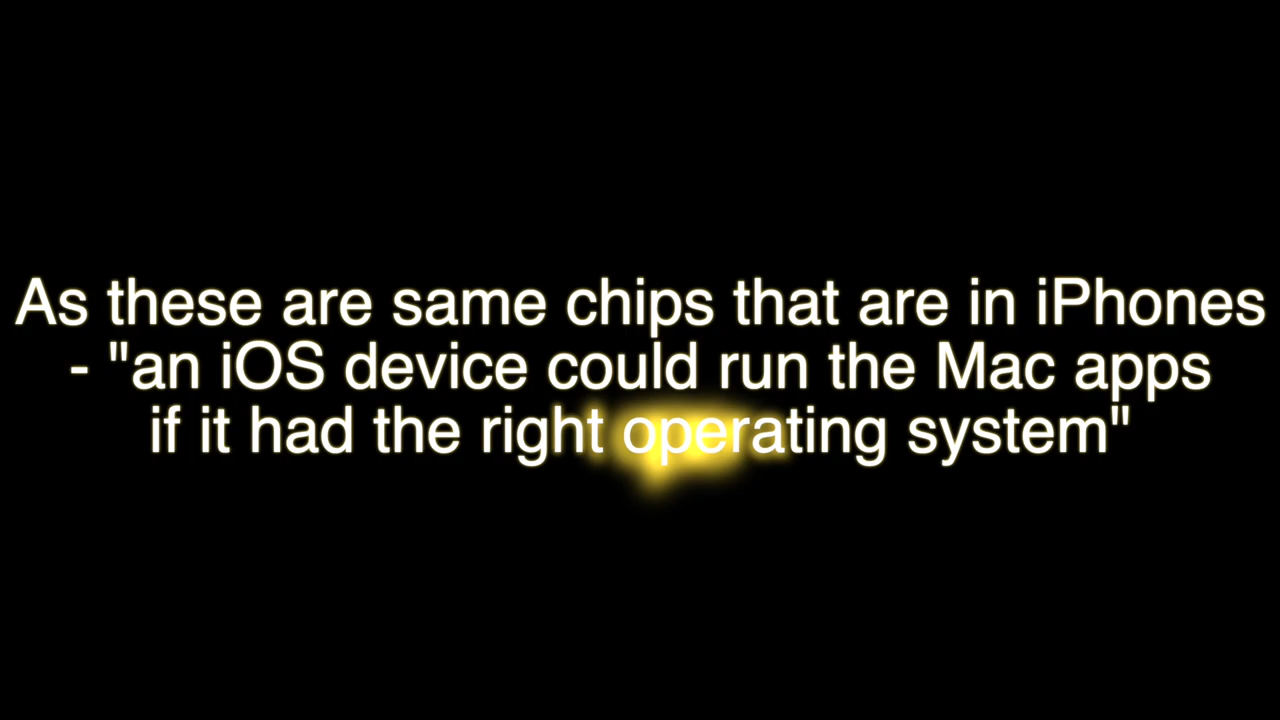 As these are same chips that are in iPhones
- "an iOS device could run the Mac apps
if it had the right operating system"